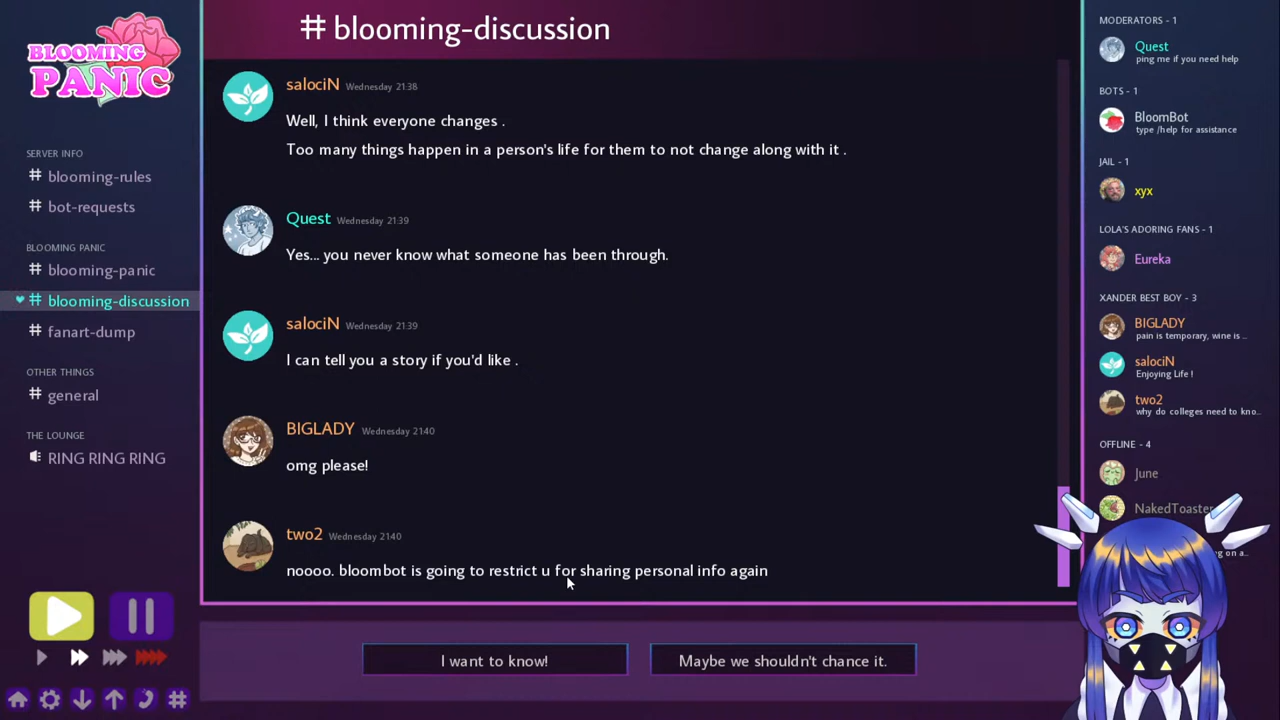 BLOOMING
PANIC
SERVER INFO
# blooming-rules
# bot-requests
BLOOMING PANIC
# blooming-panic
# blooming-discussion
# fanart-dump
OTHER THINGS
# general
THE LOUNGE
RING RING RING
# blooming-discussion
salociN Wednesday 21:38
Well, I think everyone changes .
Too many things happen in a person's life for them to not change along with it .
Quest Wednesday 21:39
Yes... you never know what someone has been through.
salociN Wednesday 21:39
I can tell you a story if you'd like .
BIGLADY Wednesday 21:40
omg please!
two2 Wednesday 21:40
noooo. bloombot is going to restrict u for sharing personal info again
I want to know!
Maybe we shouldn't chance it.
MODERATORS - 1
Quest
ping me if you need help
BOTS - 1
BloomBot
type /help for assistance
JAIL - 1
xyx
LOLA'S ADORING FANS - 1
Eureka
XANDER BEST BOY - 3
BIGLADY
pain is temporary, wine is ...
salociN
Enjoying Life !
two2
why do colleges need to kno...
OFFLINE - 4
June
NakedToaster